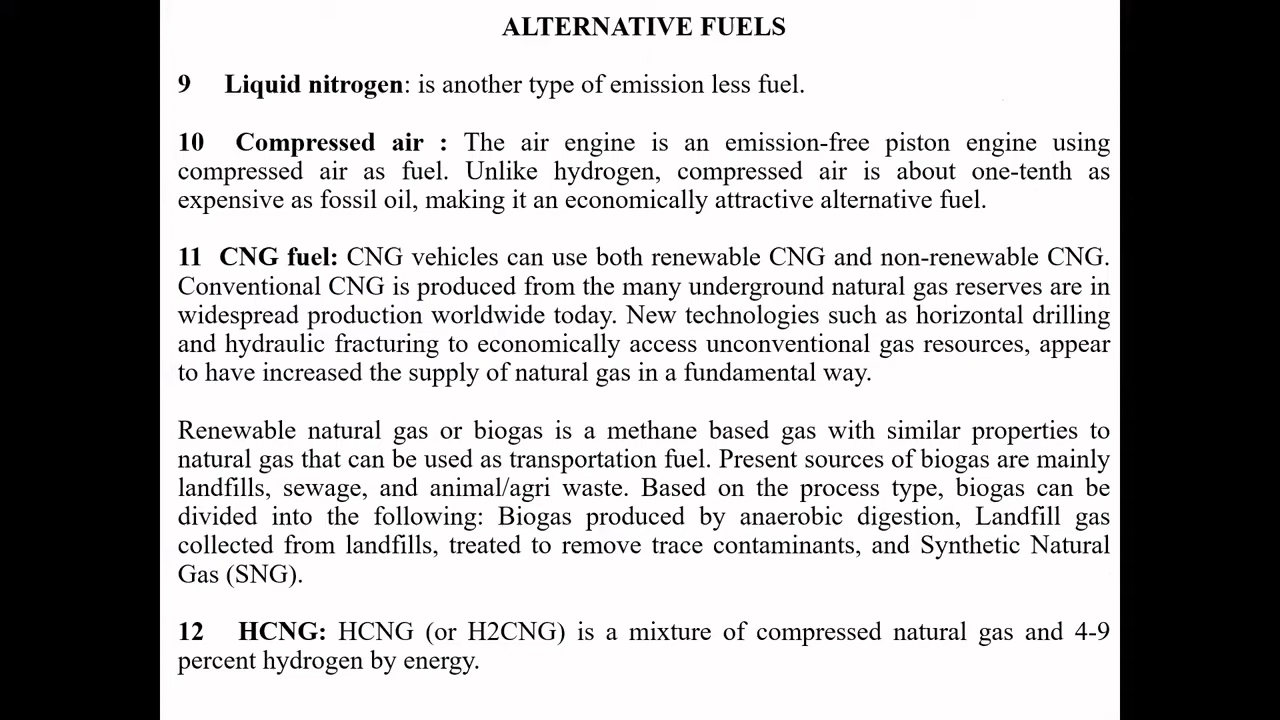 ALTERNATIVE FUELS
9 Liquid nitrogen: is another type of emission less fuel.
10 Compressed air : The air engine is an emission-free piston engine using
compressed air as fuel. Unlike hydrogen, compressed air is about one-tenth as
expensive as fossil oil, making it an economically attractive alternative fuel.
11 CNG fuel: CNG vehicles can use both renewable CNG and non-renewable CNG.
Conventional CNG is produced from the many underground natural gas reserves are in
widespread production worldwide today. New technologies such as horizontal drilling
and hydraulic fracturing to economically access unconventional gas resources, appear
to have increased the supply of natural gas in a fundamental way.
Renewable natural gas or biogas is a methane based gas with similar properties to
natural gas that can be used as transportation fuel. Present sources of biogas are mainly
landfills, sewage, and animal/agri waste. Based on the process type, biogas can be
divided into the following: Biogas produced by anaerobic digestion, Landfill gas
collected from landfills, treated to remove trace contaminants, and Synthetic Natural
Gas (SNG).
12 HCNG: HCNG (or H2CNG) is a mixture of compressed natural gas and 4-9
percent hydrogen by energy.